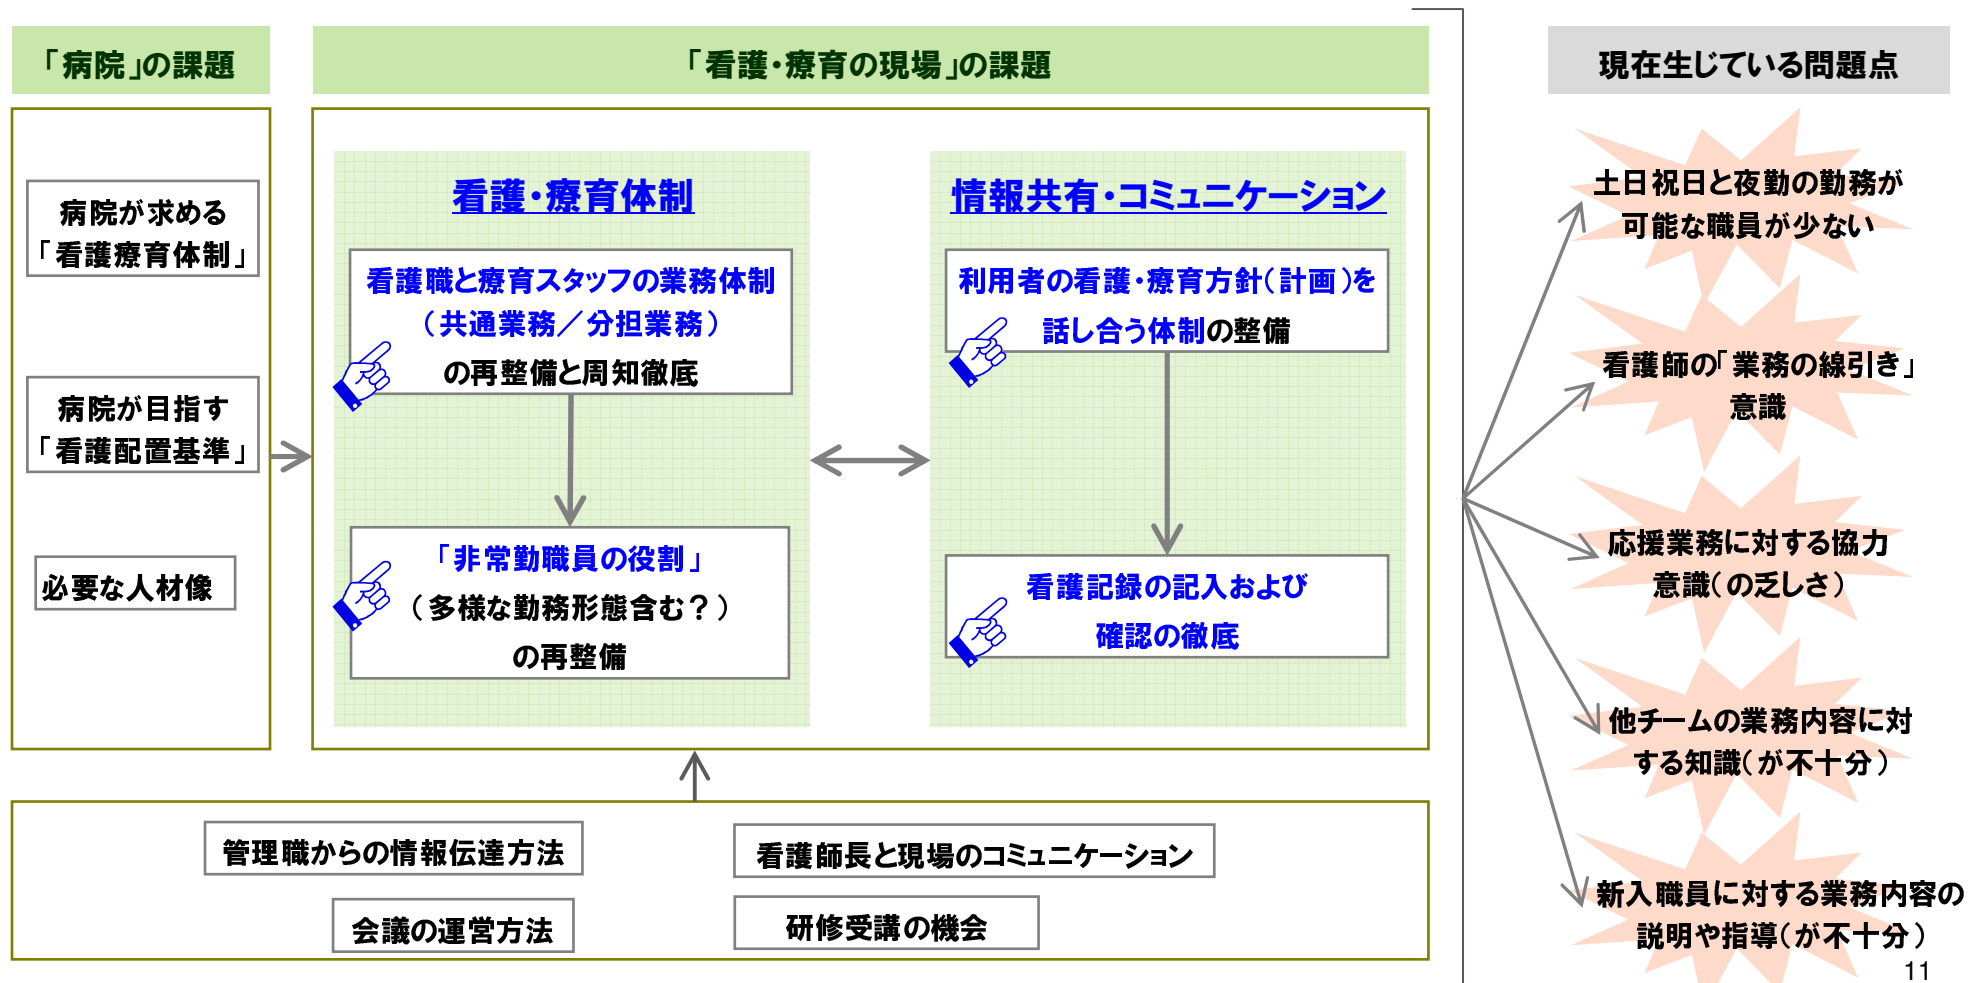 「病院」の課題
「看護・療育の現場」の課題
現在生じている問題点
病院が求める
「看護療育体制」
病院が目指す
「看護配置基準」
必要な人材像
看護・療育体制
看護職と療育スタッフの業務体制
（共通業務／分担業務）
の再整備と周知徹底
「非常勤職員の役割」
（多様な勤務形態含む？）
の再整備
情報共有・コミュニケーション
利用者の看護・療育方針（計画）を
話し合う体制の整備
看護記録の記入および
確認の徹底
管理職からの情報伝達方法
看護師長と現場のコミュニケーション
会議の運営方法
研修受講の機会
土日祝日と夜勤の勤務が
可能な職員が少ない
看護師の「業務の線引き」
意識
応援業務に対する協力
意識（の乏しさ）
他チームの業務内容に対
する知識（が不十分）
新入職員に対する業務内容の
説明や指導（が不十分）
11